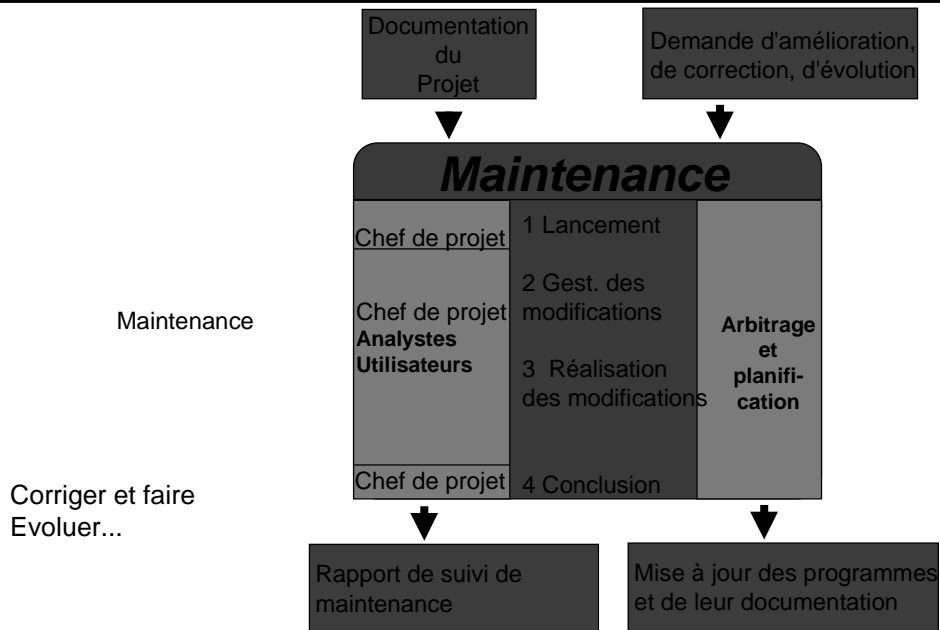 Documentation
du
Projet
Demande d'amélioration,
de correction, d'évolution
Maintenance
Chef de projet
1 Lancement
2 Gest. des
modifications
Chef de projet
Analystes
Utilisateurs
3 Réalisation
des modifications
Arbitrage
et
planifi-
cation
Maintenance
Chef de projet
4 Conclusion
Corriger et faire
Evoluer...
Rapport de suivi de
maintenance
Mise à jour des programmes
et de leur documentation